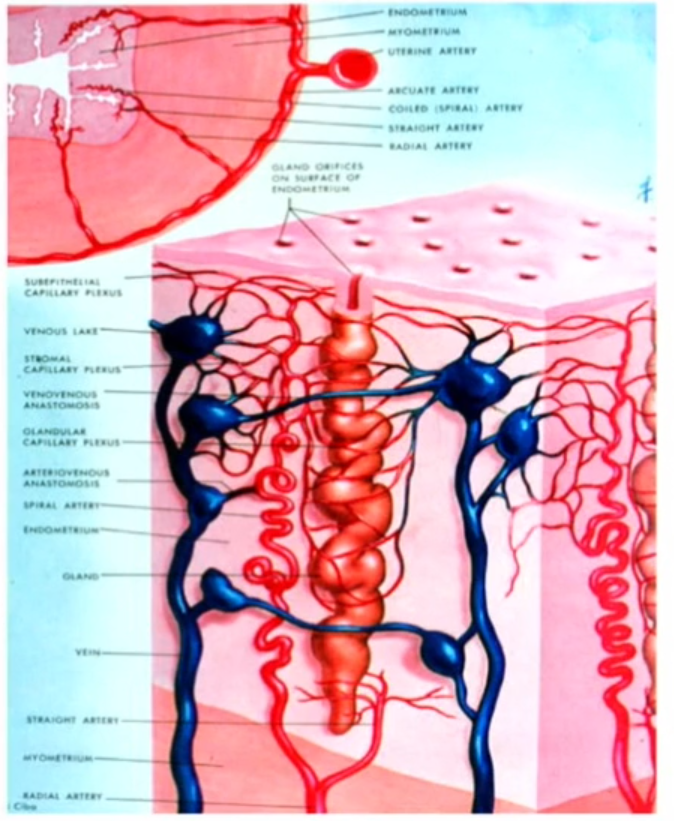 ENDOMETRIUM
MYOMETRIUM
UTERINE ARTERY
ARCUATE ARTERY
COILED (SPIRAL) ARTERY
STRAIGHT ARTERY
RADIAL ARTERY
GLAND ORIFICES
ON SURFACE OF
ENDOMETRIUM
SUBEPITHELIAL
CAPILLARY PLEXUS
VENOUS LAKE
STROMAL
CAPILLARY PLEXUS
VENOVENOUS
ANASTOMOSIS
GLANDULAR
CAPILLARY PLEXUS
ARTERIOVENOUS
ANASTOMOSIS
SPIRAL ARTERY
ENDOMETRIUM
GLAND
VEIN
STRAIGHT ARTERY
MYOMETRIUM
RADIAL ARTERY
Ciba